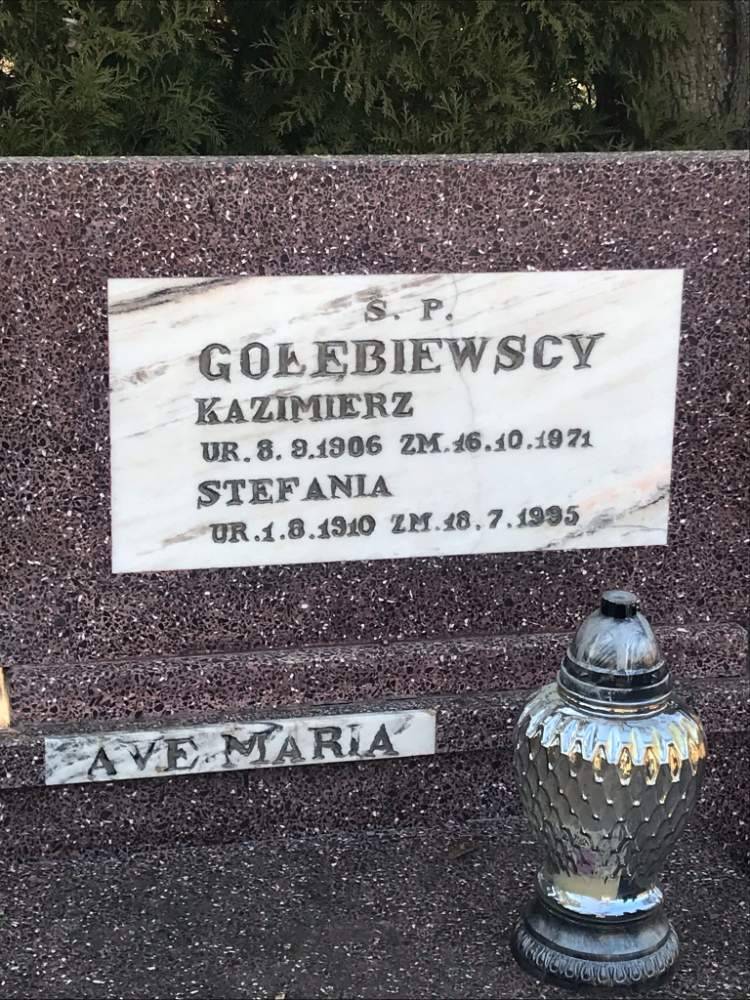 Ś. P.
GOŁĘBIEWSCY
KAZIMIERZ
UR. 8. 9. 1906 ZM. 16. 10. 1971
STEFANIA
UR. 1. 8. 1910 ZM. 18. 7. 1995
AVE MARIA